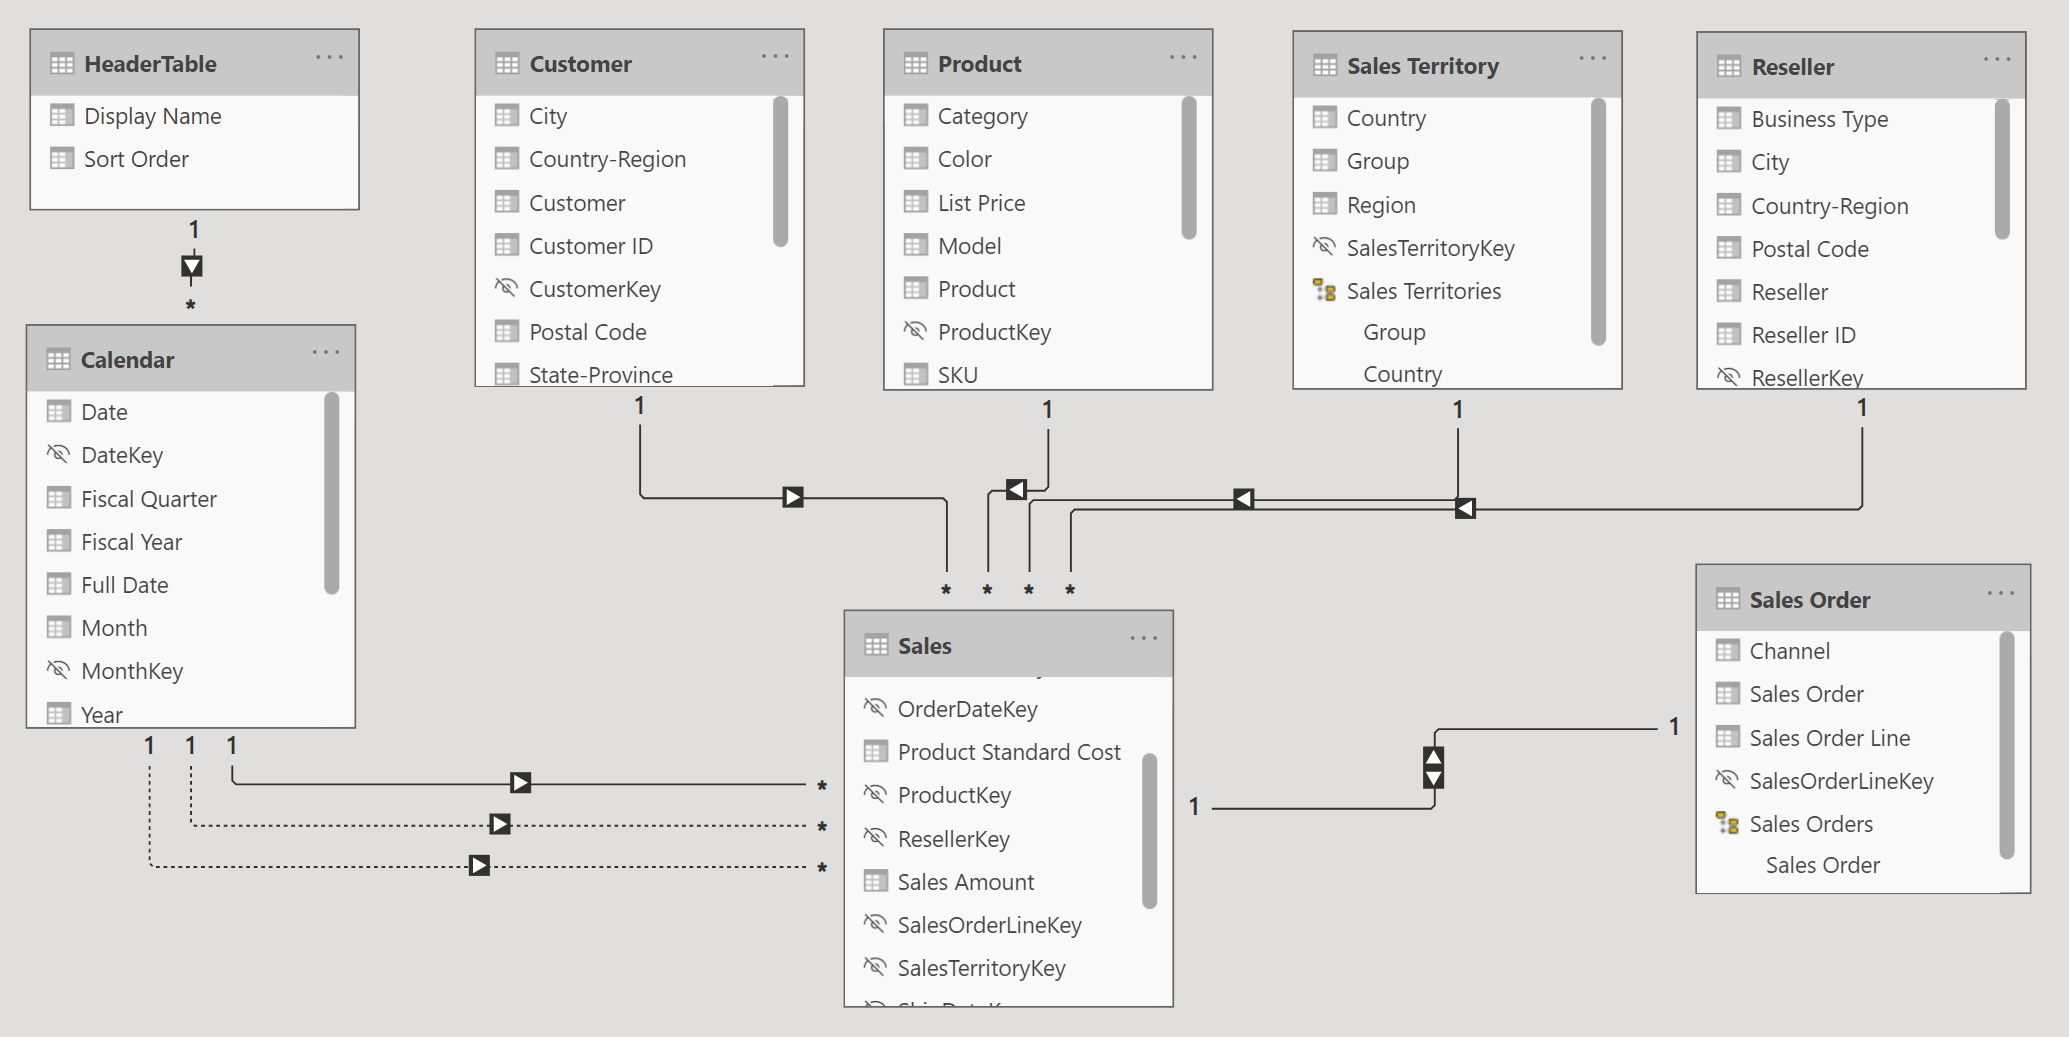 HeaderTable
Display Name
Sort Order
1
*
Customer
City
Country-Region
Customer
Customer ID
CustomerKey
Postal Code
State-Province
1
Product
Category
Color
List Price
Model
Product
ProductKey
SKU
1
Sales Territory
Country
Group
Region
SalesTerritoryKey
Sales Territories
Group
Country
1
Reseller
Business Type
City
Country-Region
Postal Code
Reseller
Reseller ID
ResellerKey
1
Calendar
Date
DateKey
Fiscal Quarter
Fiscal Year
Full Date
Month
MonthKey
Year
1 1 1
* * * *
*
*
*
Sales
OrderDateKey
Product Standard Cost
ProductKey
ResellerKey
Sales Amount
SalesOrderLineKey
SalesTerritoryKey
1
1
Sales Order
Channel
Sales Order
Sales Order Line
SalesOrderLineKey
Sales Orders
Sales Order